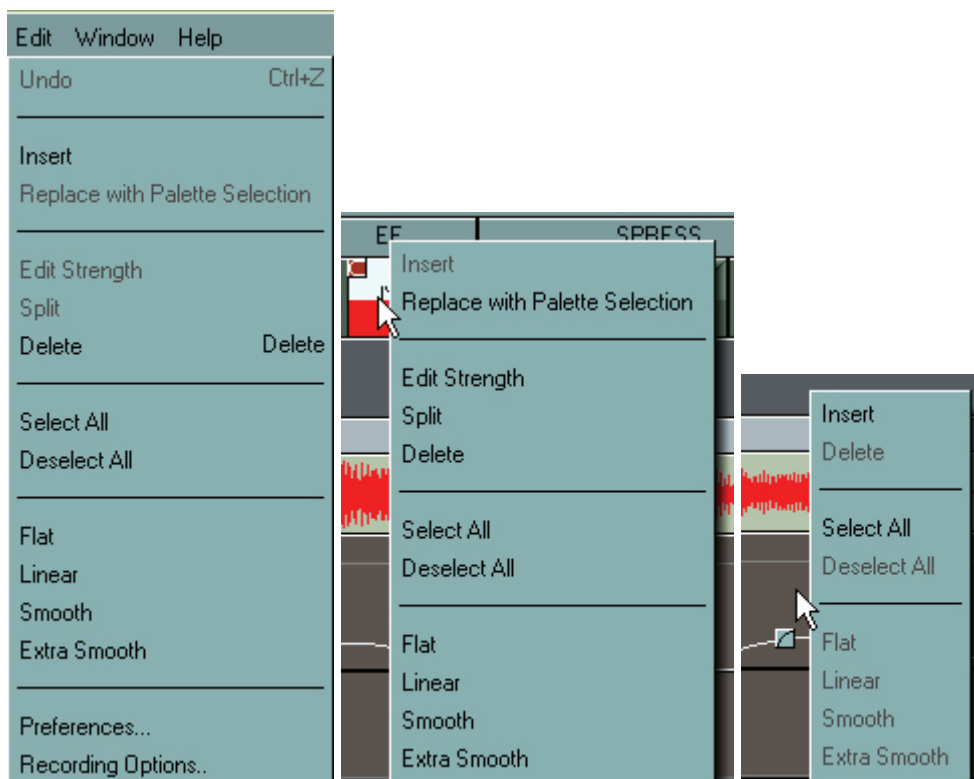 Edit Window Help
Undo Ctrl+Z
Insert
Replace with Palette Selection
Edit Strength
Split
Delete Delete
Select All
Deselect All
Flat
Linear
Smooth
Extra Smooth
Preferences...
Recording Options..
SPRESS
Insert
Replace with Palette Selection
Edit Strength
Split
Delete
Select All
Deselect All
Flat
Linear
Smooth
Extra Smooth
Insert
Delete
Select All
Deselect All
Flat
Linear
Smooth
Extra Smooth